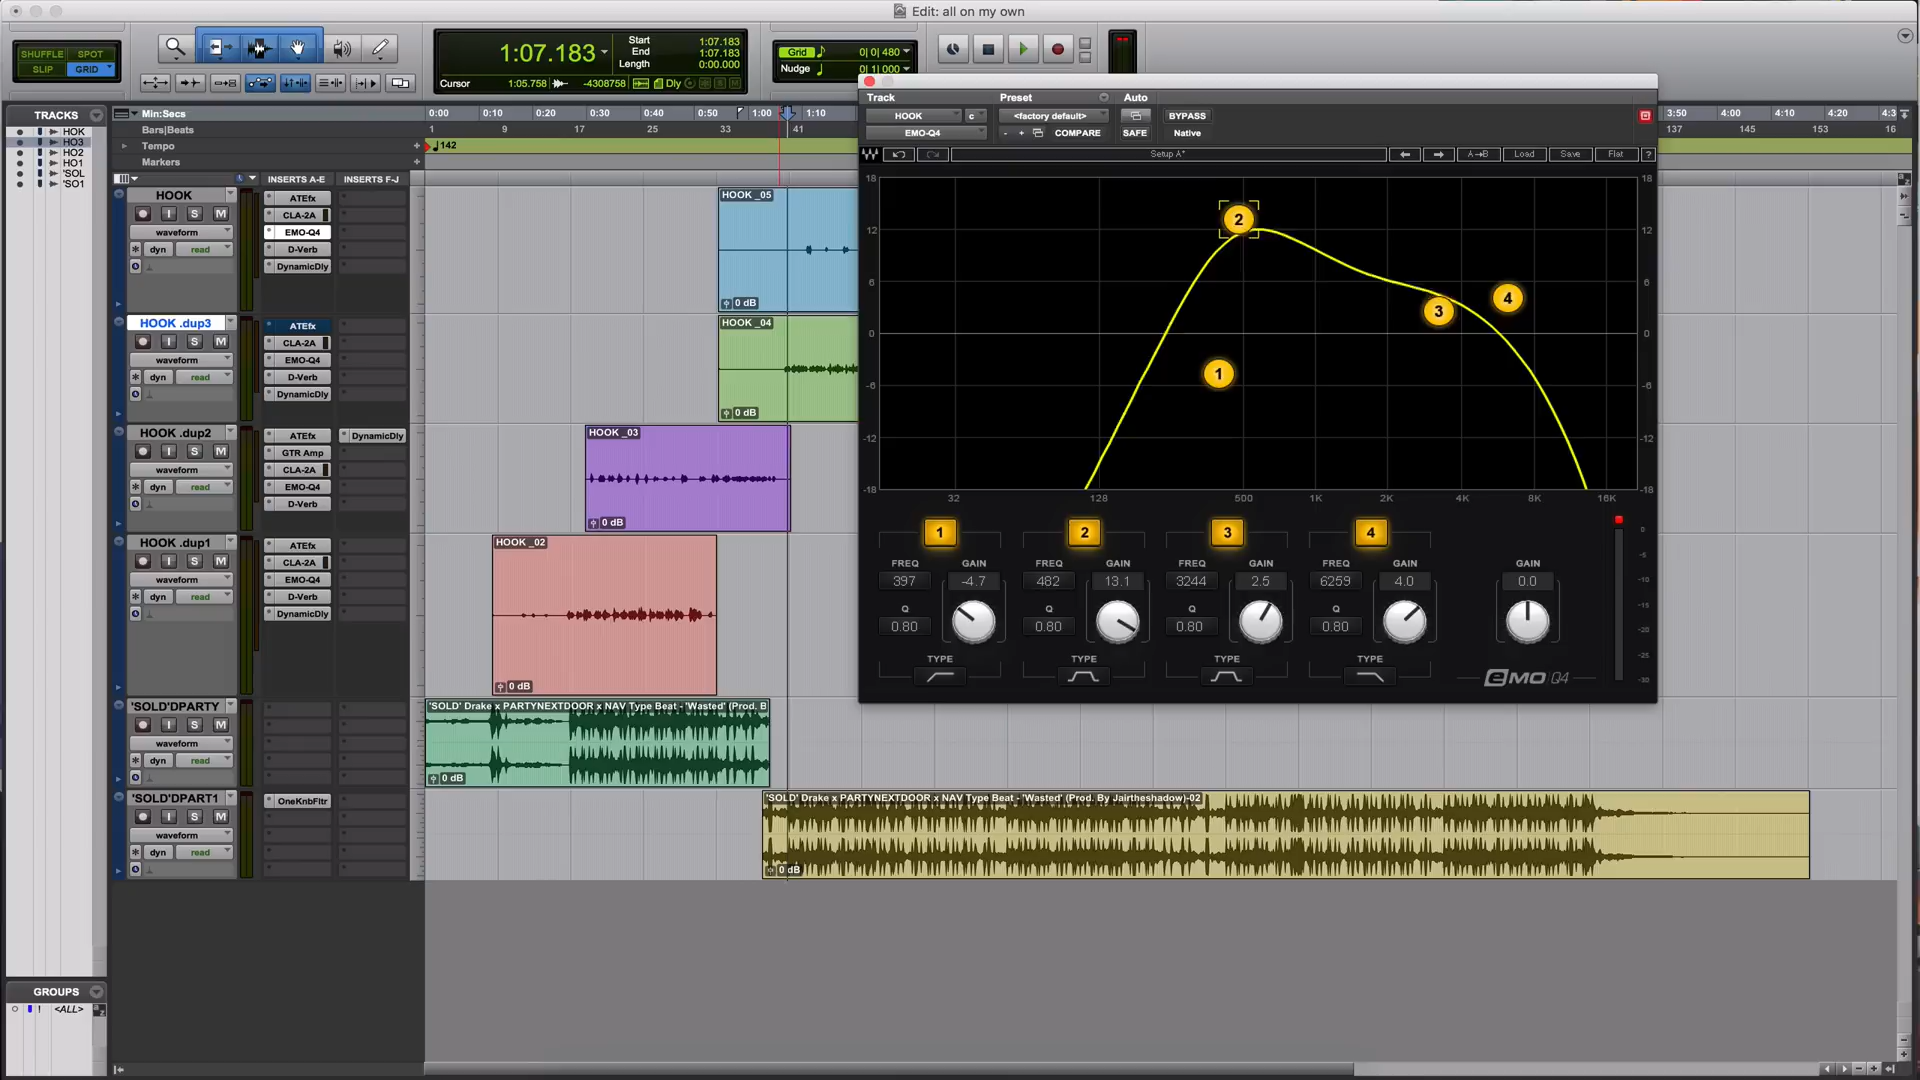 Edit: all on my own
SHUFFLE SPOT
SLIP GRID
1:07.183
Start 1:07.183
End 1:07.183
Length 0:00.000
Cursor 1:05.758 -4308758 Dly
Grid 0| 0| 480
Nudge 0| 1| 000
TRACKS
HOK
HO3
HO2
HO1
'SOL
'SO1
GROUPS
! <ALL>
Min:Secs 0:00 0:10 0:20 0:30 0:40 0:50 1:00 1:10 3:50 4:00 4:10 4:20 4:3
Bars|Beats 1 9 17 25 33 41 137 145 153 16
Tempo 142
Markers
INSERTS A-E INSERTS F-J
HOOK
I S M
waveform
dyn read
ATEfx
CLA-2A
EMO-Q4
D-Verb
DynamicDly
HOOK _05
0 dB
HOOK .dup3
I S M
waveform
dyn read
ATEfx
CLA-2A
EMO-Q4
D-Verb
DynamicDly
HOOK _04
0 dB
HOOK .dup2
I S M
waveform
dyn read
ATEfx DynamicDly
GTR Amp
CLA-2A
EMO-Q4
D-Verb
HOOK _03
0 dB
HOOK .dup1
I S M
waveform
dyn read
ATEfx
CLA-2A
EMO-Q4
D-Verb
DynamicDly
HOOK _02
0 dB
'SOLD'DPARTY
I S M
waveform
dyn read
'SOLD' Drake x PARTYNEXTDOOR x NAV Type Beat - 'Wasted' (Prod. B
0 dB
'SOLD'DPART1
I S M
waveform
dyn read
OneKnbFltr
'SOLD' Drake x PARTYNEXTDOOR x NAV Type Beat - 'Wasted' (Prod. By Jairtheshadow)-02
0 dB
Track Preset Auto
HOOK c <factory default> BYPASS
EMO-Q4 - + COMPARE SAFE Native
Setup A* A->B Load Save Flat ?
18 18
12 12
6 6
0 0
-6 -6
-12 -12
-18 -18
2
4
3
1
32 128 500 1K 2K 4K 8K 16K
1 2 3 4
FREQ GAIN FREQ GAIN FREQ GAIN FREQ GAIN GAIN
397 -4.7 482 13.1 3244 2.5 6259 4.0 0.0
Q Q Q Q
0.80 0.80 0.80 0.80
TYPE TYPE TYPE TYPE
eMO Q4
0
-5
-10
-15
-20
-25
-30